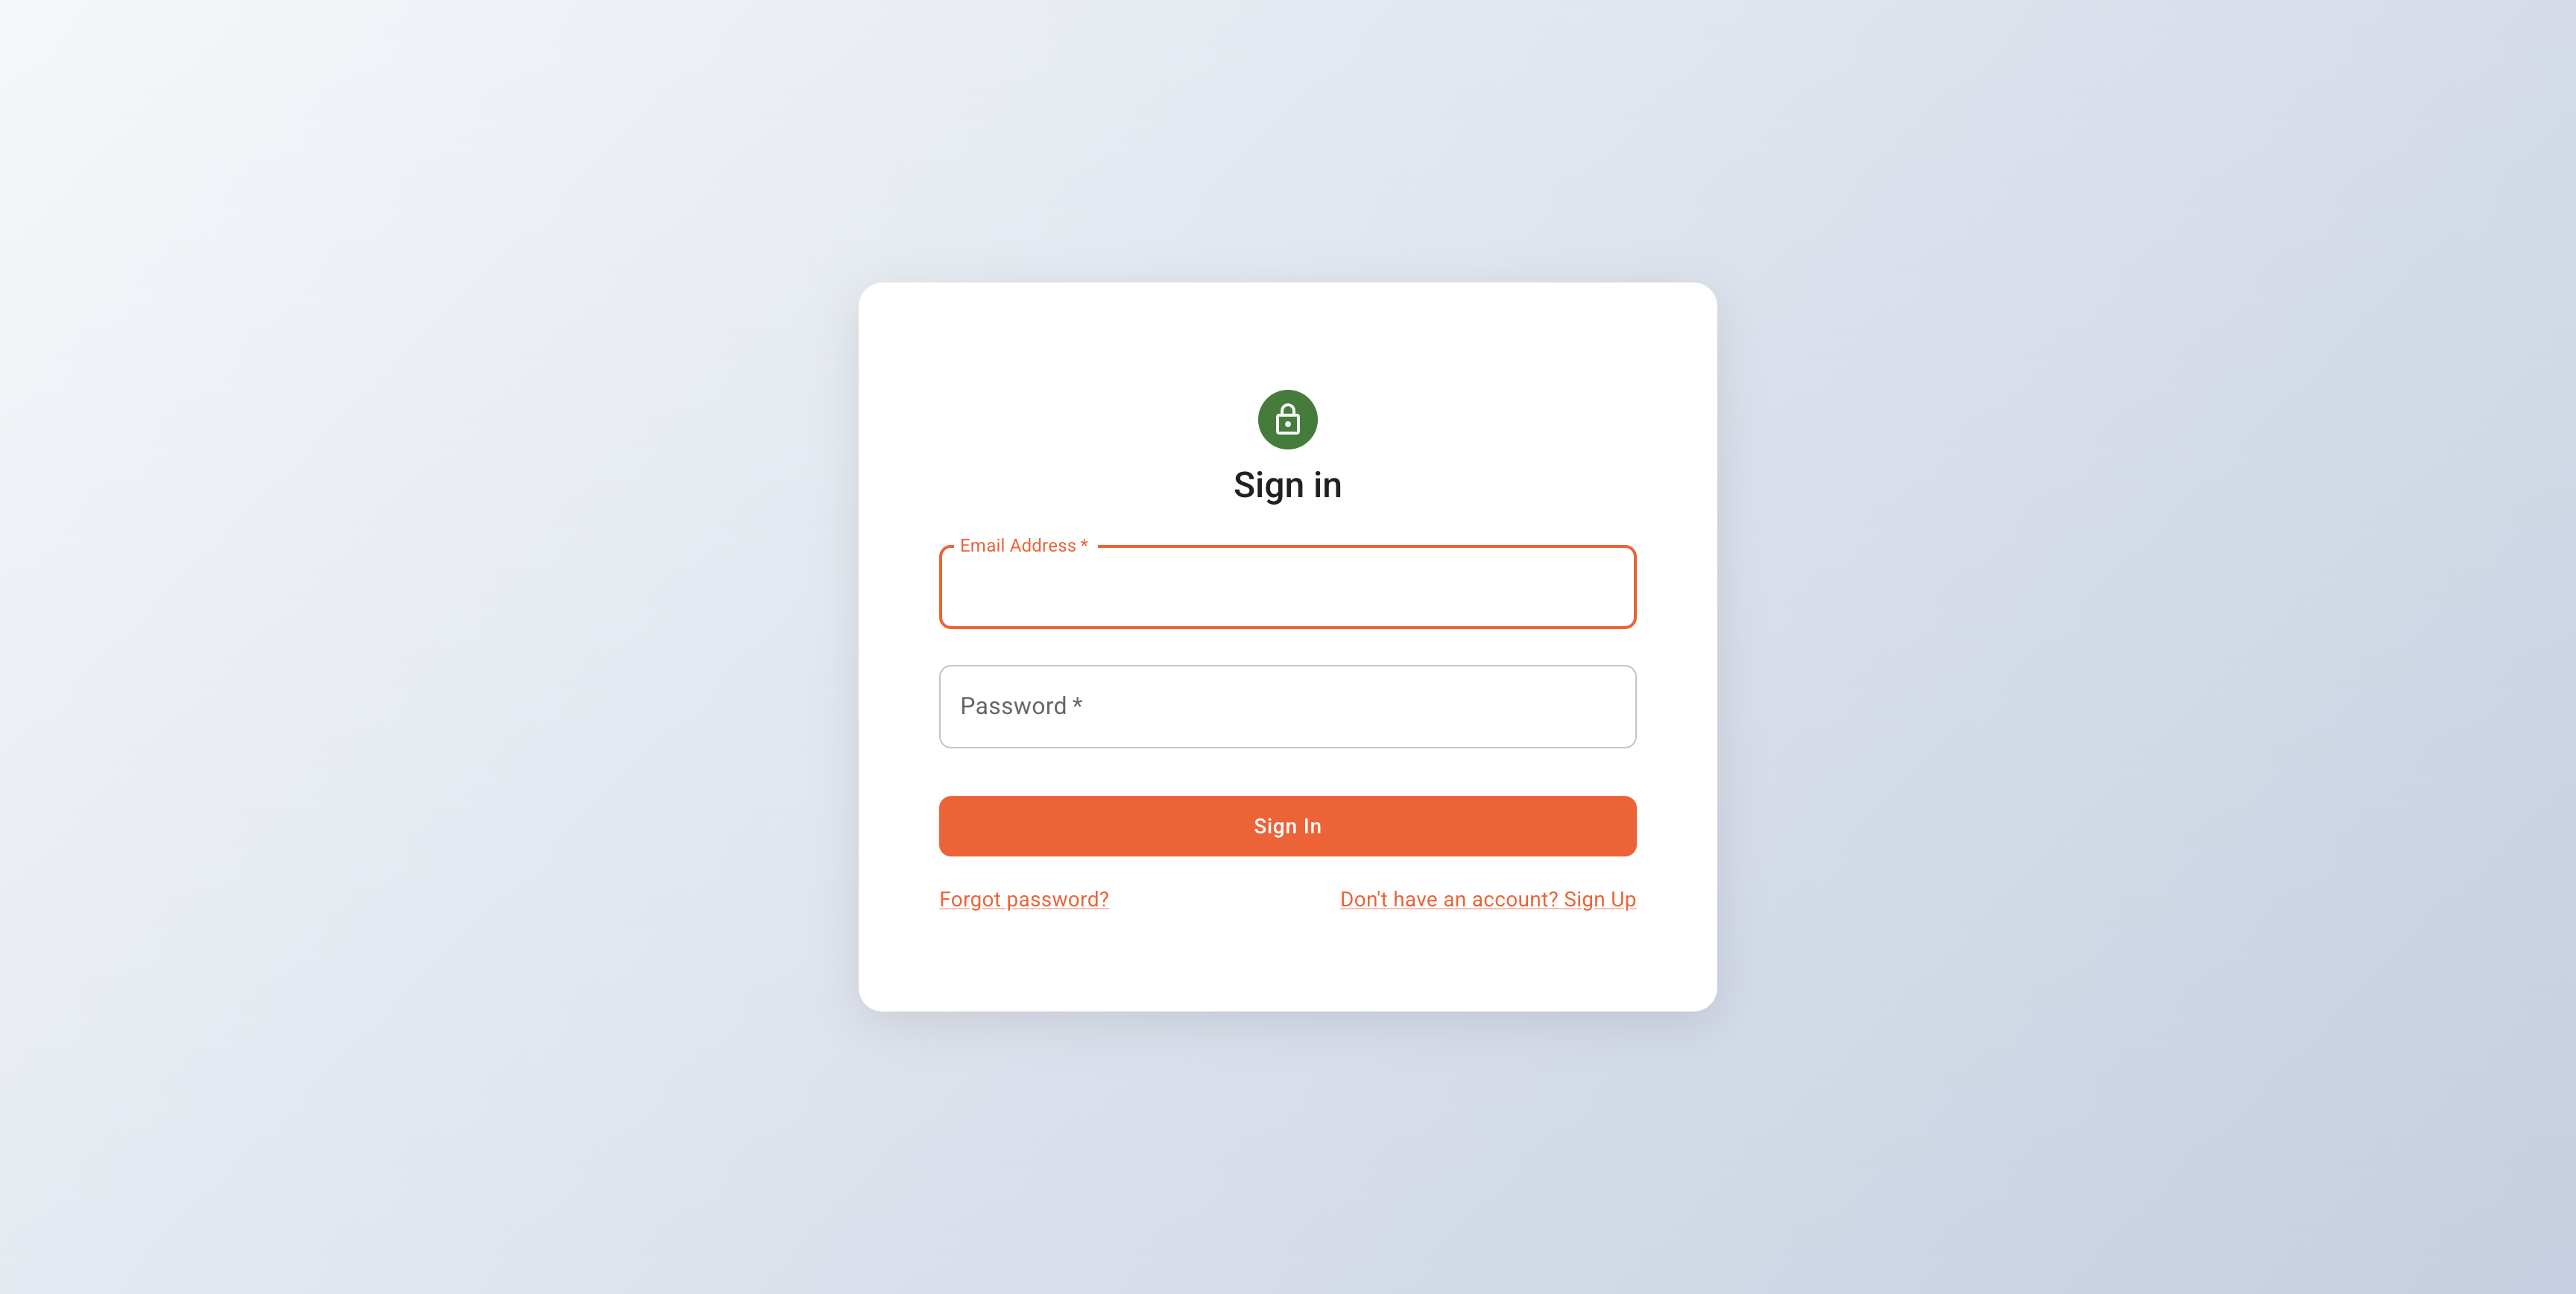 Sign in
Email Address *
Password *
Sign In
Forgot password?
Don't have an account? Sign Up